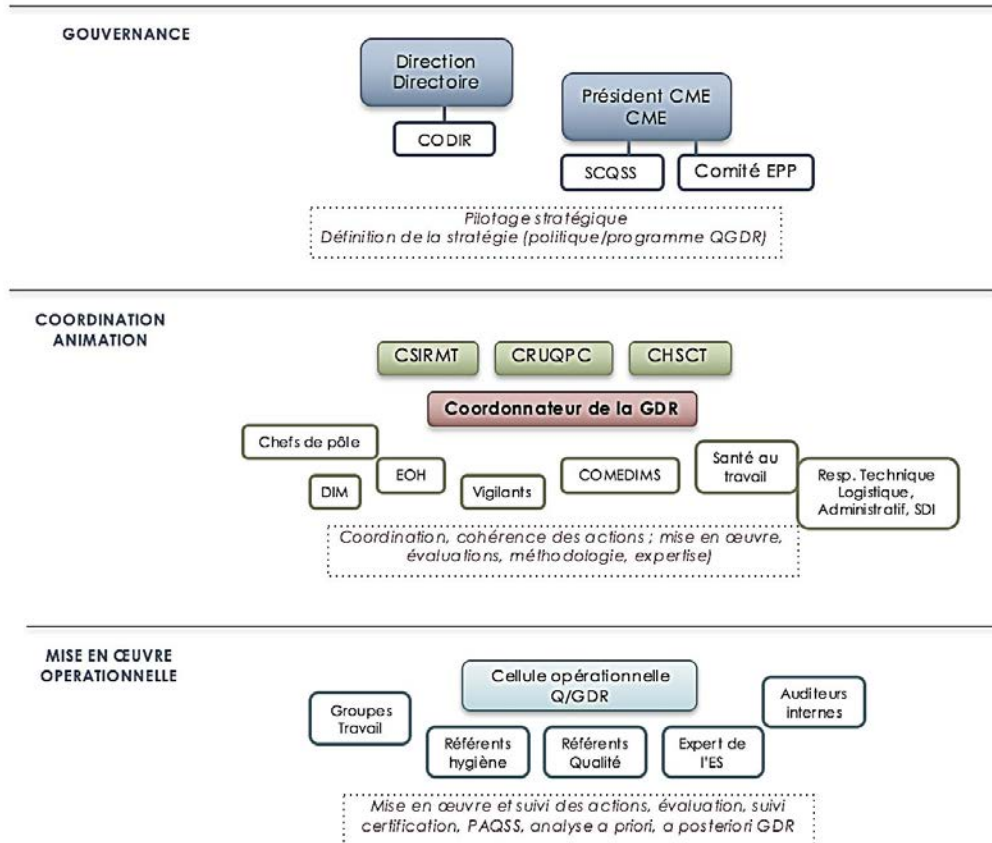 GOUVERNANCE
Direction
Directoire
CODIR
Président CME
CME
SCQSS
Comité EPP
Pilotage stratégique
Définition de la stratégie (politique/programme QGDR)
COORDINATION
ANIMATION
CSIRMT
CRUQPC
CHSCT
Coordonnateur de la GDR
Chefs de pôle
DIM
EOH
Vigilants
COMEDIMS
Santé au
travail
Resp. Technique
Logistique,
Administratif, SDI
Coordination, cohérence des actions ; mise en œuvre,
évaluations, méthodologie, expertise)
MISE EN ŒUVRE
OPERATIONNELLE
Cellule opérationnelle
Q/GDR
Groupes
Travail
Référents
hygiène
Référents
Qualité
Expert de
l'ES
Auditeurs
internes
Mise en œuvre et suivi des actions, évaluation, suivi
certification, PAQSS, analyse a priori, a posteriori GDR